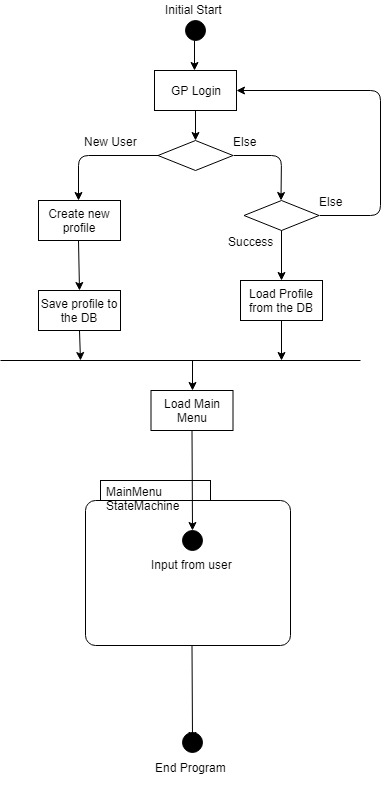 Initial Start
GP Login
New User
Else
Create new
profile
Else
Success
Save profile to
the DB
Load Profile
from the DB
Load Main
Menu
MainMenu
StateMachine
Input from user
End Program